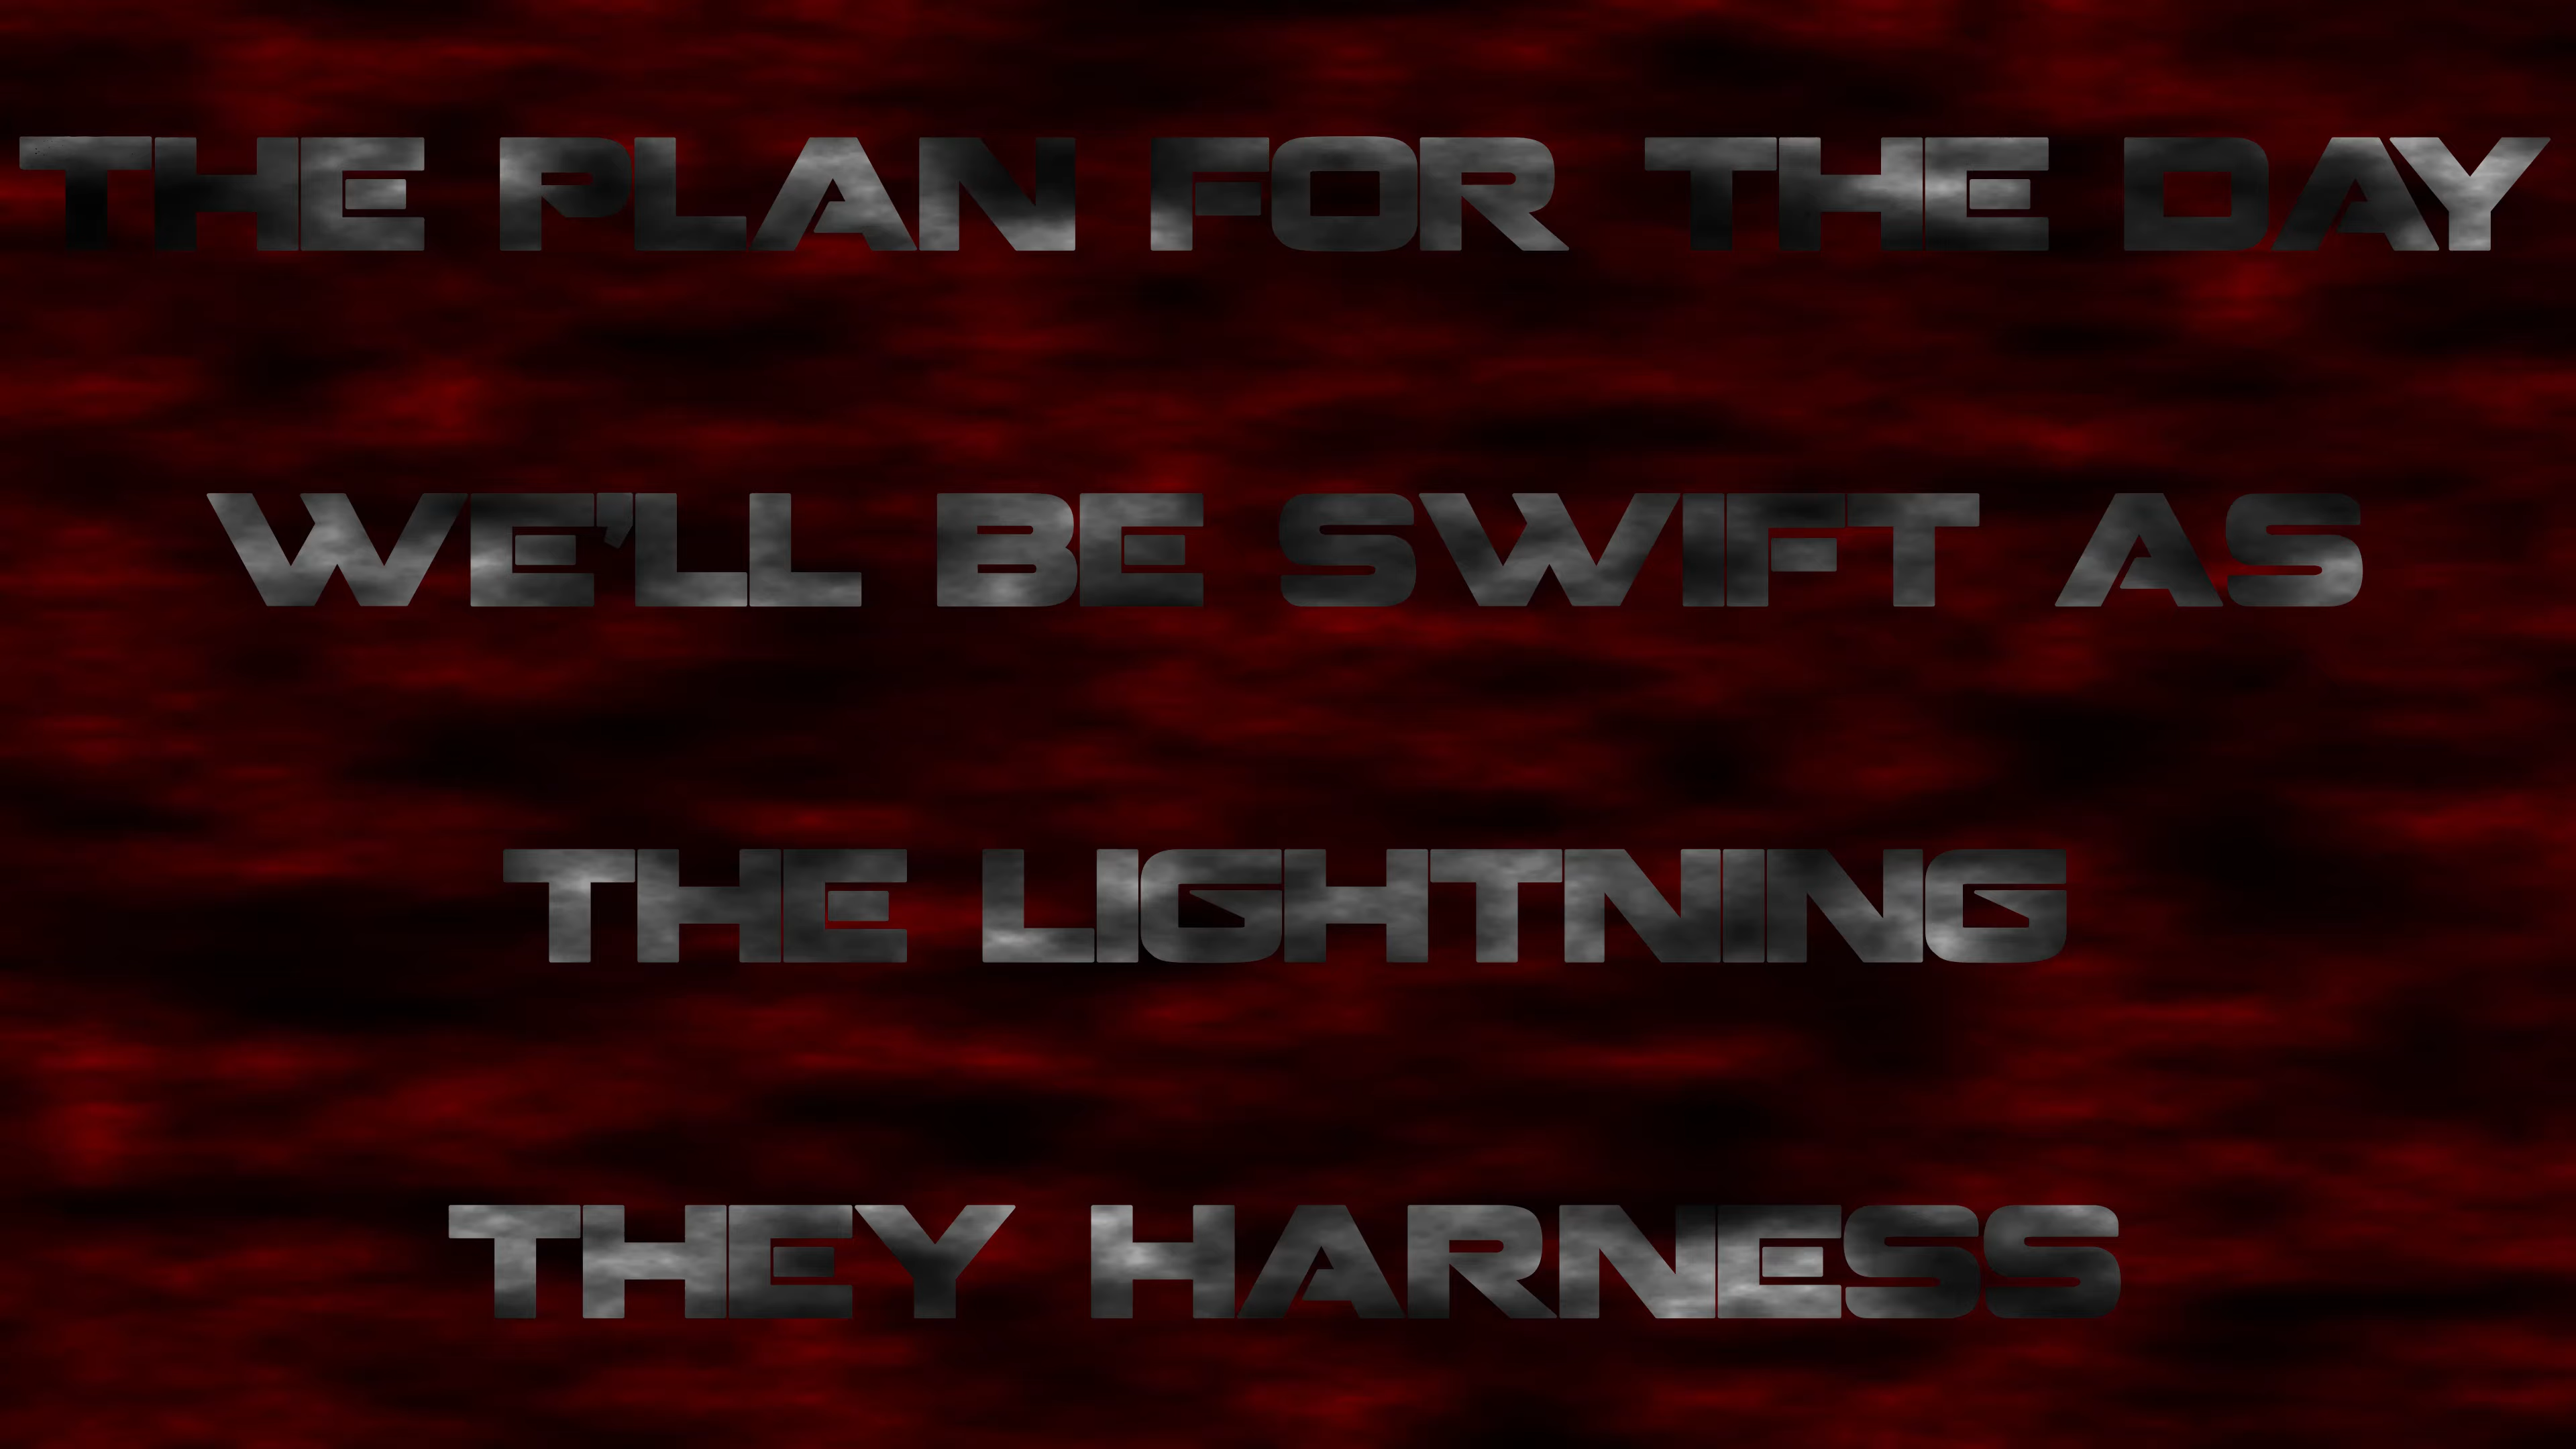 THE PLAN FOR THE DAY
WE'LL BE SWIFT AS
THE LIGHTNING
THEY HARNESS